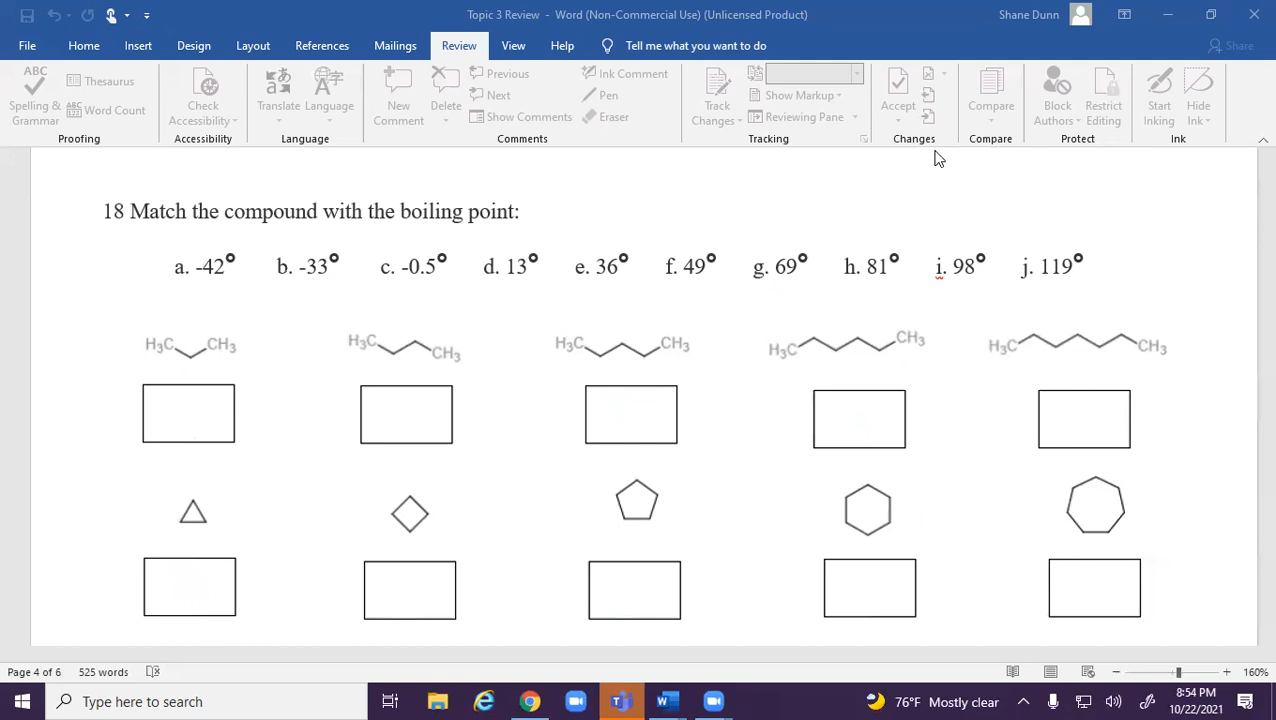 Topic 3 Review - Word (Non-Commercial Use) (Unlicensed Product)
Shane Dunn
File Home Insert Design Layout References Mailings Review View Help Tell me what you want to do Share
ABC Spelling & Grammar
Thesaurus
ABC 123 Word Count
Proofing
Check Accessibility
Accessibility
Translate
Language
Language
New Comment
Delete
Previous
Next
Show Comments
Ink Comment
Pen
Eraser
Comments
Track Changes
Show Markup
Reviewing Pane
Tracking
Accept
Changes
Compare
Compare
Block Authors
Restrict Editing
Protect
Start Inking
Hide Ink
Ink
18 Match the compound with the boiling point:
a. -42° b. -33° c. -0.5° d. 13° e. 36° f. 49° g. 69° h. 81° i. 98° j. 119°
H₃C CH₃ H₃C CH₃ H₃C CH₃ H₃C CH₃ H₃C CH₃
Page 4 of 6 525 words
160%
Type here to search
76°F Mostly clear
8:54 PM
10/22/2021